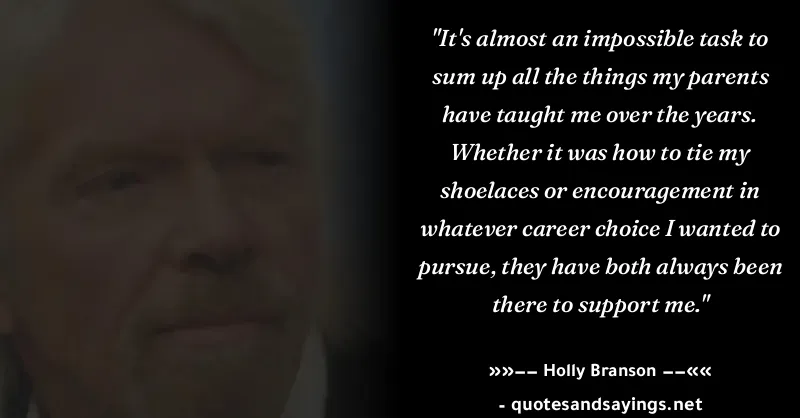 "It's almost an impossible task to
sum up all the things my parents
have taught me over the years.
Whether it was how to tie my
shoelaces or encouragement in
whatever career choice I wanted to
pursue, they have both always been
there to support me."
»»–– Holly Branson ––««
- quotesandsayings.net